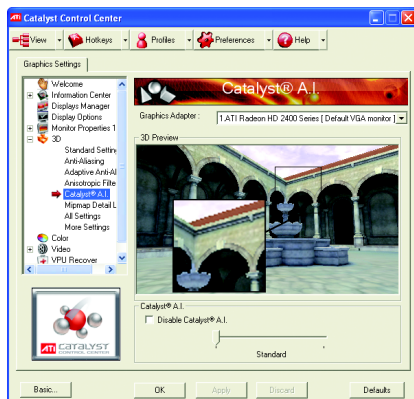 ATI Catalyst Control Center
View Hotkeys Profiles Preferences Help
Graphics Settings
Welcome
Information Center
Displays Manager
Display Options
Monitor Properties 1
3D
Standard Settin
Anti-Aliasing
Adaptive Anti-Al
Anisotropic Filte
Catalyst® A.I.
Mipmap Detail L
All Settings
More Settings
Color
Video
VPU Recover
ATI CATALYST
CONTROL CENTER
Catalyst® A.I.
Graphics Adapter :
1.ATI Radeon HD 2400 Series [ Default VGA monitor ]
3D Preview
Catalyst® A.I.
Disable Catalyst® A.I.
Standard
Basic...
OK
Apply
Discard
Defaults